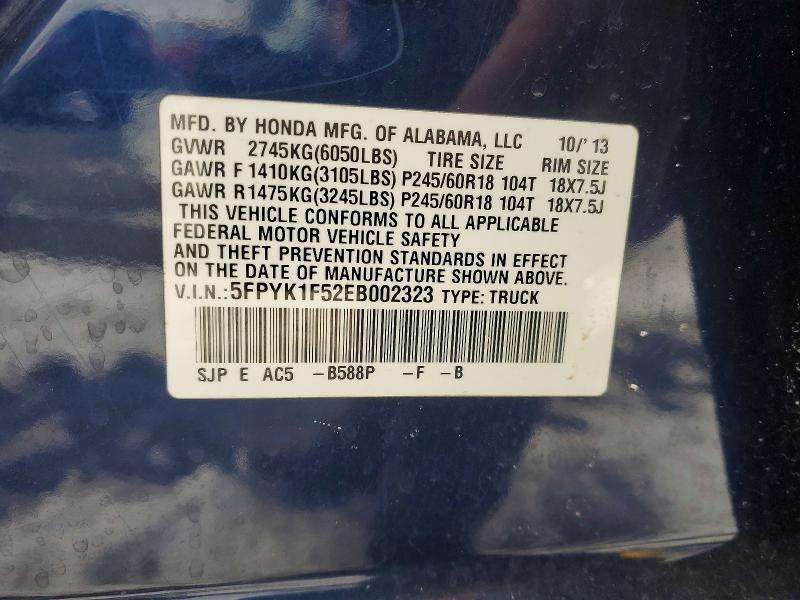 MFD. BY HONDA MFG. OF ALABAMA, LLC 10/'13
GVWR 2745KG(6050LBS) TIRE SIZE RIM SIZE
GAWR F 1410KG(3105LBS) P245/60R18 104T 18X7.5J
GAWR R1475KG(3245LBS) P245/60R18 104T 18X7.5J
THIS VEHICLE CONFORMS TO ALL APPLICABLE
FEDERAL MOTOR VEHICLE SAFETY
AND THEFT PREVENTION STANDARDS IN EFFECT
ON THE DATE OF MANUFACTURE SHOWN ABOVE.
V.I.N.:5FPYK1F52EB002323 TYPE: TRUCK
SJP E AC5 -B588P -F -B